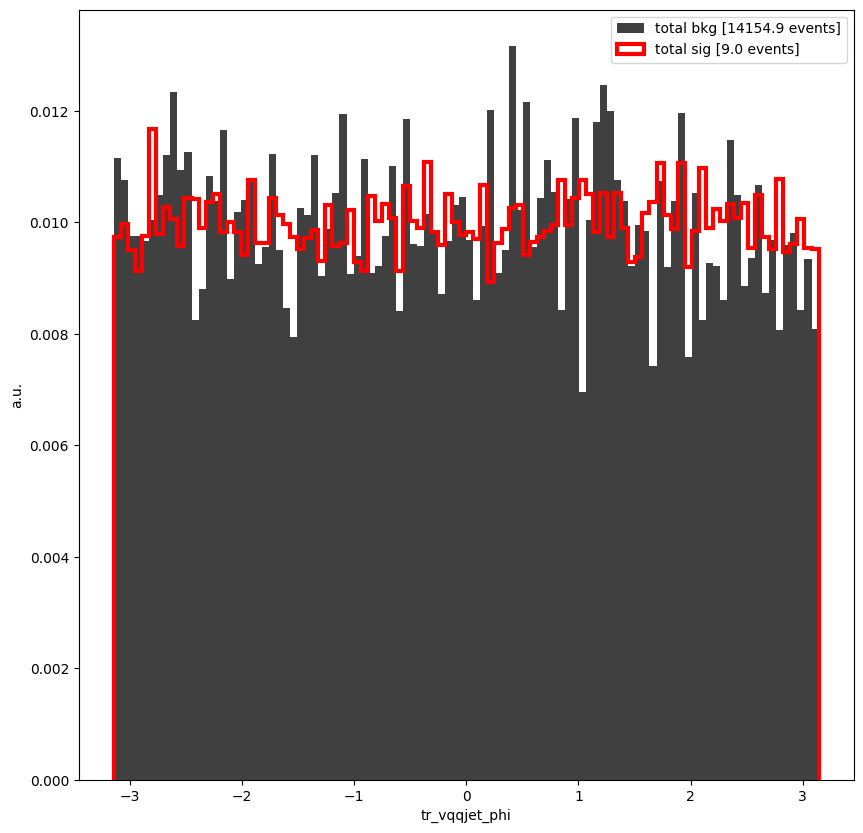 total bkg [14154.9 events]
total sig [9.0 events]
0.012
0.010
0.008
0.006
0.004
0.002
0.000
a.u.
−3 −2 −1 0 1 2 3
tr_vqqjet_phi